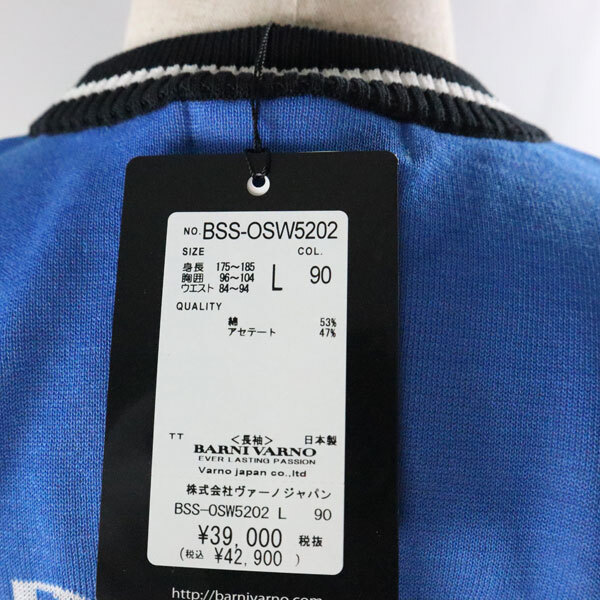 NO. BSS-OSW5202
SIZE COL.
身長 175～185
胸囲 96～104
ウエスト 84～94
L 90
QUALITY
綿 53%
アセテート 47%
TT <長袖> 日本製
BARNI VARNO
EVER LASTING PASSION
Varno japan co.,ltd
株式会社ヴァーノジャパン
BSS-OSW5202 L 90
¥39,000 税抜
(税込 ¥42,900 )
http://barnivarno.com